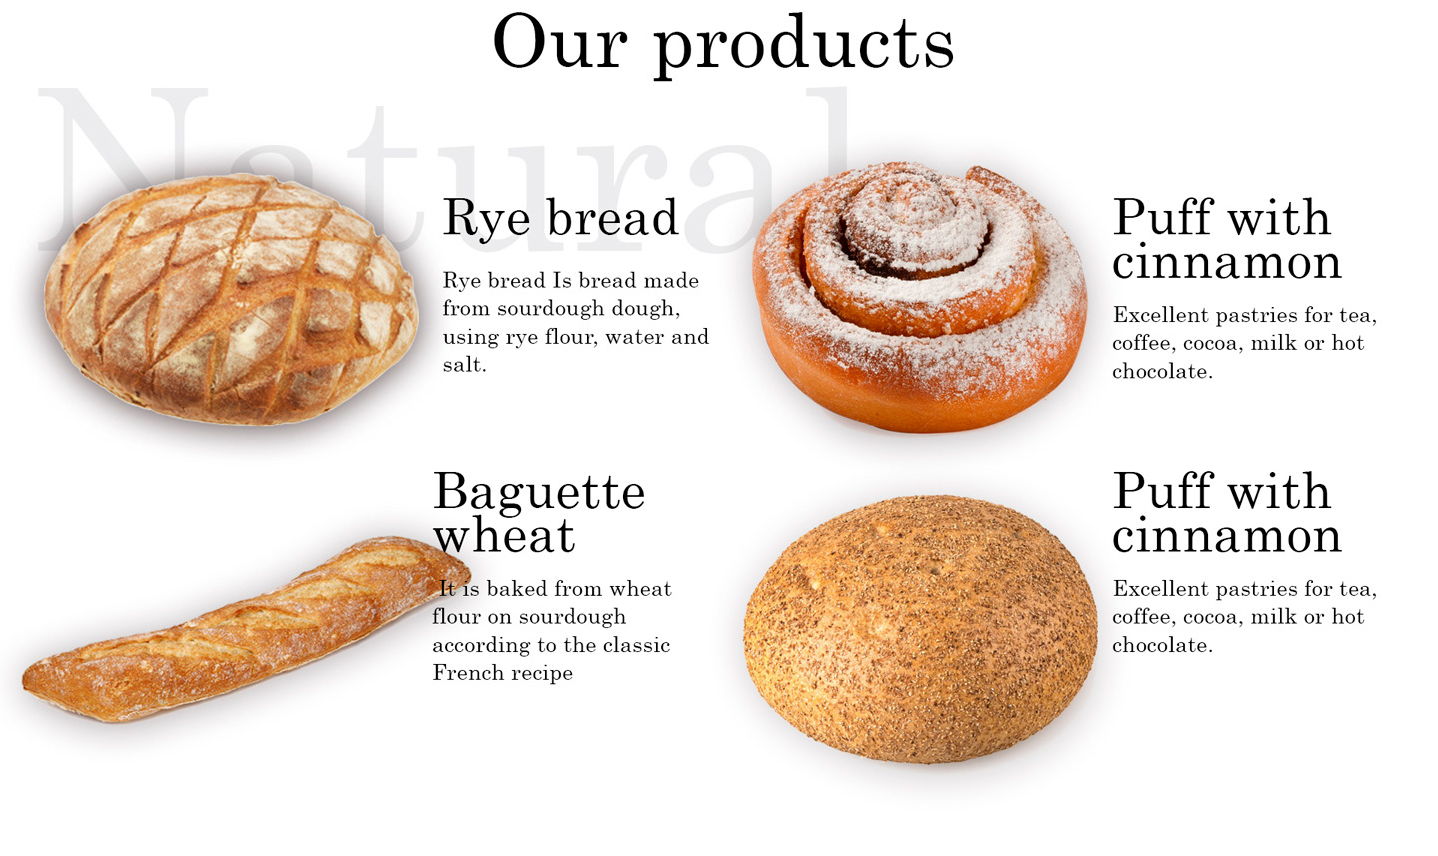 Our products
Natural
Rye bread
Rye bread Is bread made
from sourdough dough,
using rye flour, water and
salt.
Puff with
cinnamon
Excellent pastries for tea,
coffee, cocoa, milk or hot
chocolate.
Baguette
wheat
It is baked from wheat
flour on sourdough
according to the classic
French recipe
Puff with
cinnamon
Excellent pastries for tea,
coffee, cocoa, milk or hot
chocolate.